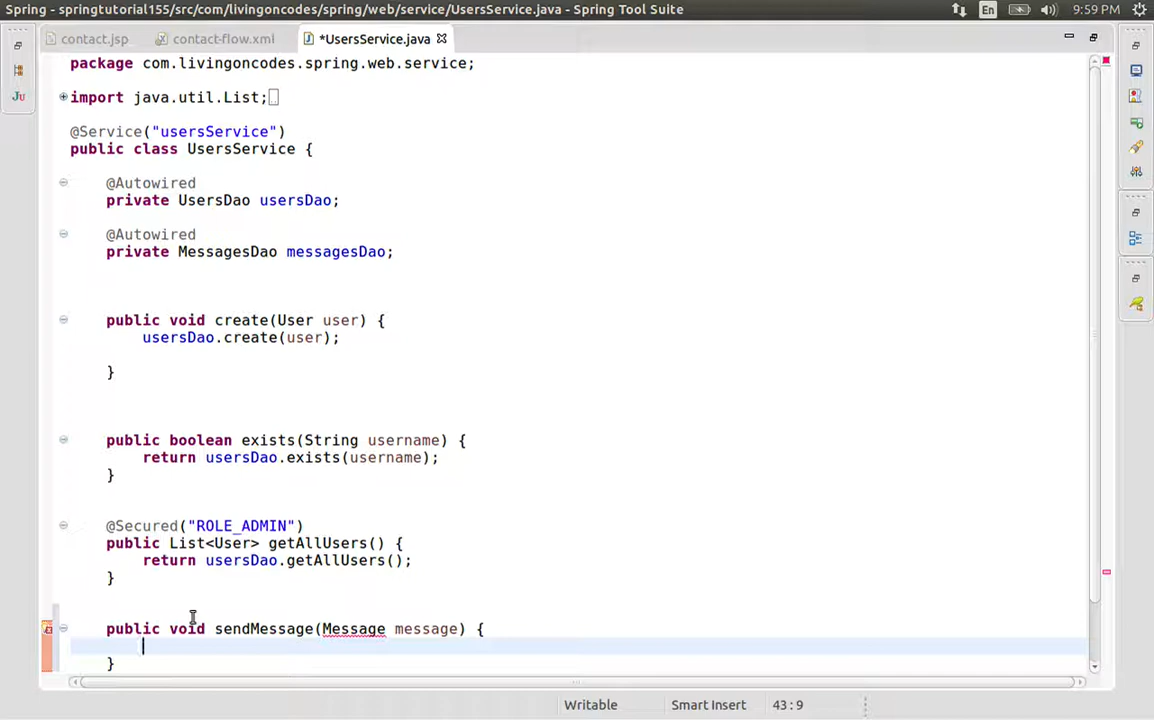 Spring - springtutorial155/src/com/livingoncodes/spring/web/service/UsersService.java - Spring Tool Suite
En
9:59 PM
contact.jsp
contact-flow.xml
*UsersService.java
package com.livingoncodes.spring.web.service;
import java.util.List;
@Service("usersService")
public class UsersService {
@Autowired
private UsersDao usersDao;
@Autowired
private MessagesDao messagesDao;
public void create(User user) {
usersDao.create(user);
}
public boolean exists(String username) {
return usersDao.exists(username);
}
@Secured("ROLE_ADMIN")
public List<User> getAllUsers() {
return usersDao.getAllUsers();
}
public void sendMessage(Message message) {
}
Writable
Smart Insert
43 : 9